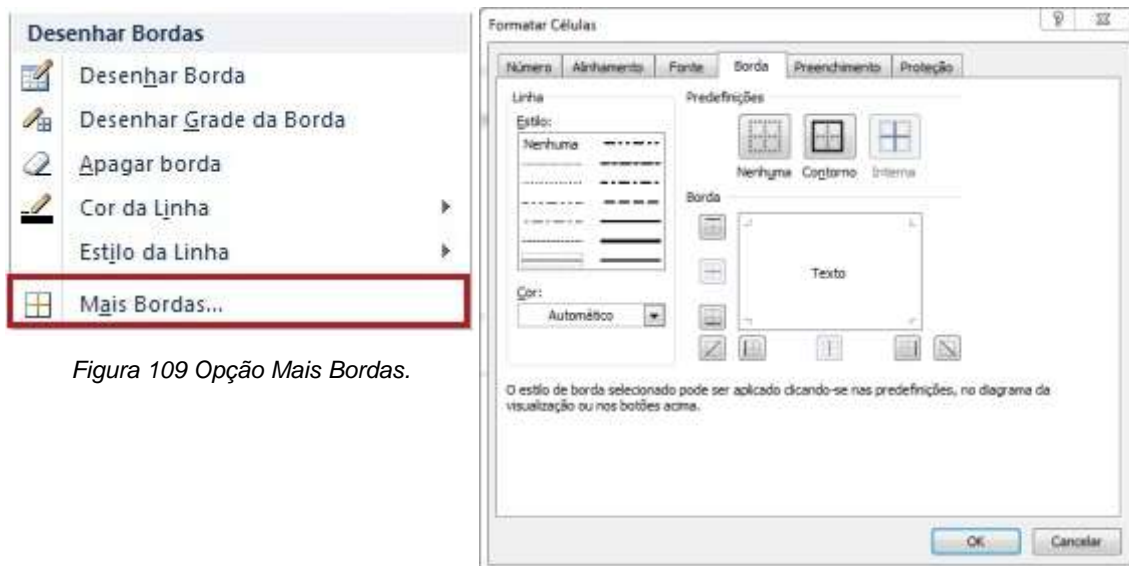 Desenhar Bordas
Desenhar Borda
Desenhar Grade da Borda
Apagar borda
Cor da Linha
Estilo da Linha
Mais Bordas...
Figura 109 Opção Mais Bordas.
Formatar Células
Número Alinhamento Fonte Borda Preenchimento Proteção
Linha
Estilo:
Nenhuma
Cor:
Automático
Predefinições
Nenhuma Contorno Interna
Borda
Texto
O estilo de borda selecionado pode ser aplicado clicando-se nas predefinições, no diagrama da
visualização ou nos botões acima.
OK Cancelar